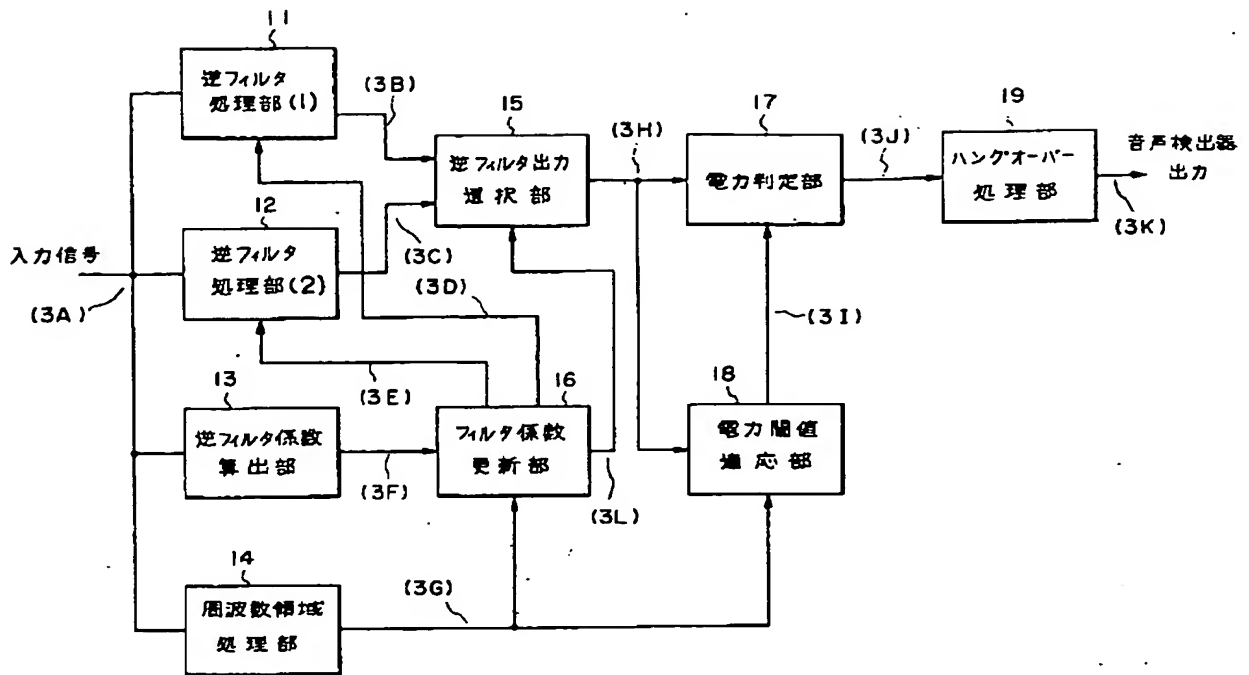 11
逆フィルタ
処理部(1)
(3B)
15
逆フィルタ出力
選択部
(3H)
17
電力判定部
(3J)
19
ハングオーバー
処理部
音声検出器
出力
(3K)
12
逆フィルタ
処理部(2)
(3C)
(3D)
入力信号
(3A)
(3E)
(3I)
13
逆フィルタ係数
算出部
(3F)
16
フィルタ係数
更新部
(3L)
18
電力閾値
適応部
14
周波数領域
処理部
(3G)